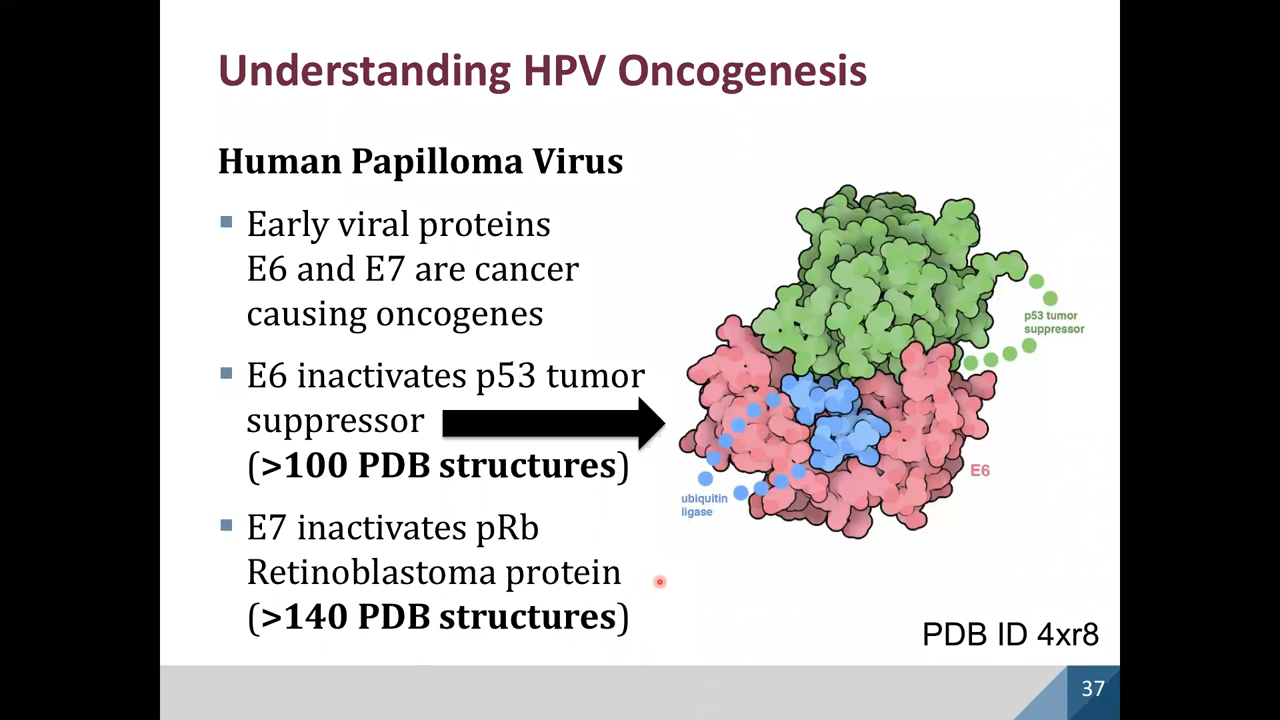 Understanding HPV Oncogenesis
Human Papilloma Virus
Early viral proteins
E6 and E7 are cancer
causing oncogenes
E6 inactivates p53 tumor
suppressor
(>100 PDB structures)
E7 inactivates pRb
Retinoblastoma protein
(>140 PDB structures)
p53 tumor
suppressor
E6
ubiquitin
ligase
PDB ID 4xr8
37